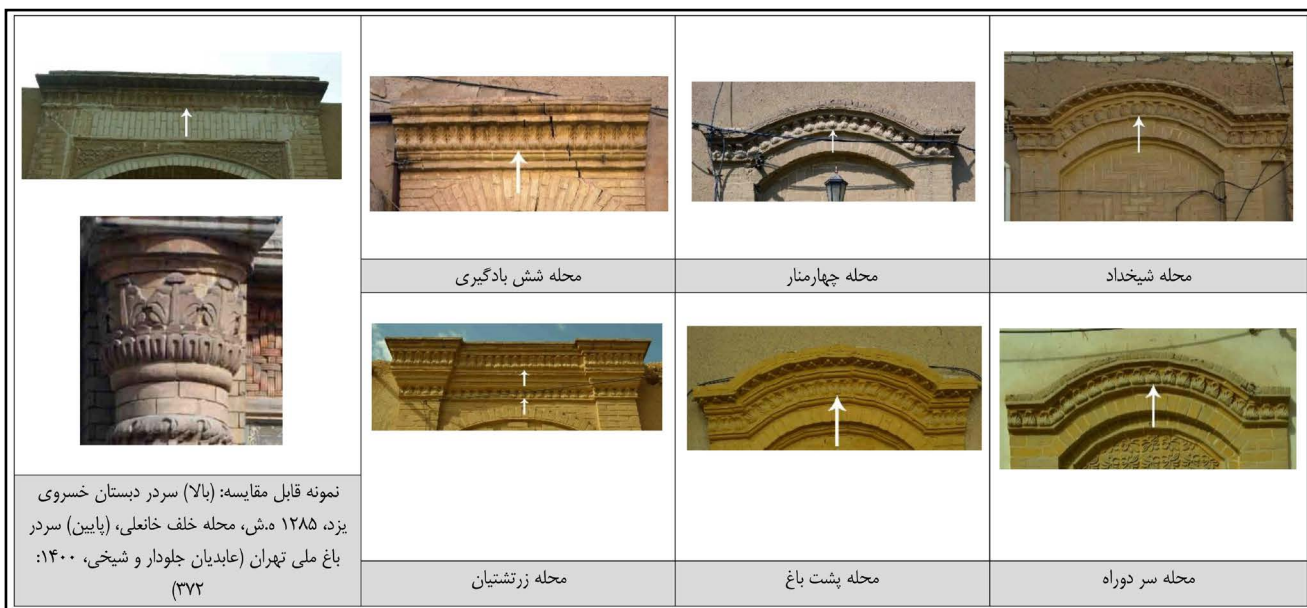 محله شیخداد
محله چهارمنار
محله شش بادگیری
محله سر دوراه
محله پشت باغ
محله زرتشتیان
نمونه قابل مقایسه: (بالا) سردر دبستان خسروی
یزد، ۱۲۸۵ ه.ش، محله خلف خانعلی، (پایین) سردر
باغ ملی تهران (عابدیان جلودار و شیخی، ۱۴۰۰:
۳۷۲)